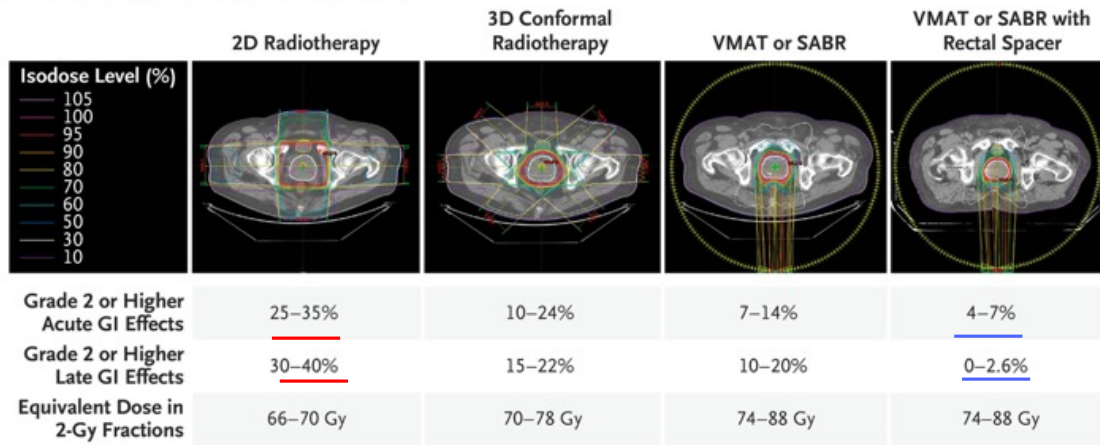 2D Radiotherapy
3D Conformal
Radiotherapy
VMAT or SABR
VMAT or SABR with
Rectal Spacer
Isodose Level (%)
105
100
95
90
80
70
60
50
30
10
Grade 2 or Higher
Acute GI Effects
25–35%
10–24%
7–14%
4–7%
Grade 2 or Higher
Late GI Effects
30–40%
15–22%
10–20%
0–2.6%
Equivalent Dose in
2-Gy Fractions
66–70 Gy
70–78 Gy
74–88 Gy
74–88 Gy